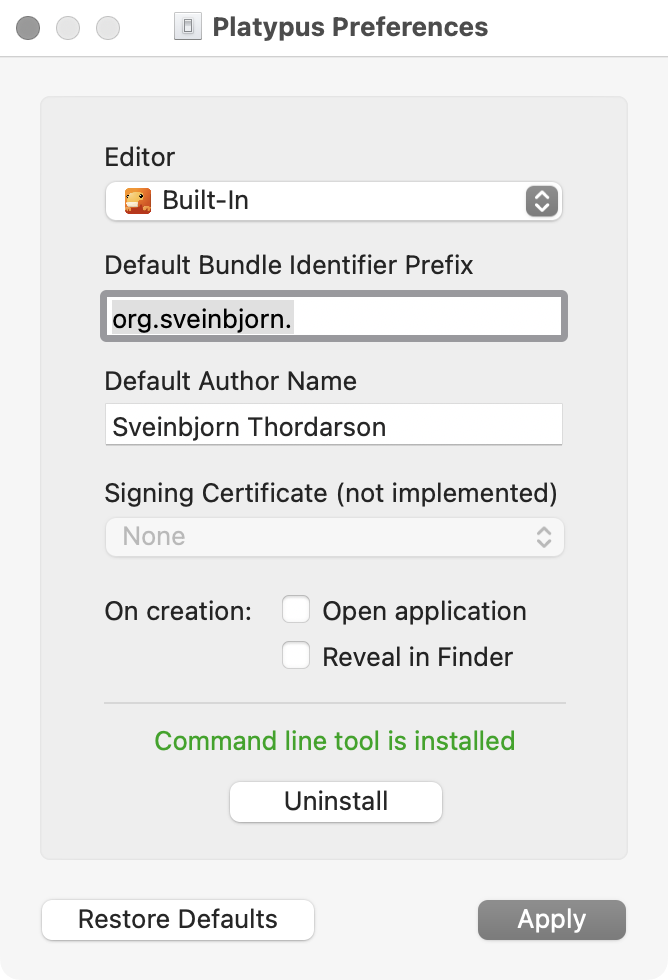 Platypus Preferences
Editor
Built-In
Default Bundle Identifier Prefix
org.sveinbjorn.
Default Author Name
Sveinbjorn Thordarson
Signing Certificate (not implemented)
None
On creation: Open application
Reveal in Finder
Command line tool is installed
Uninstall
Restore Defaults Apply